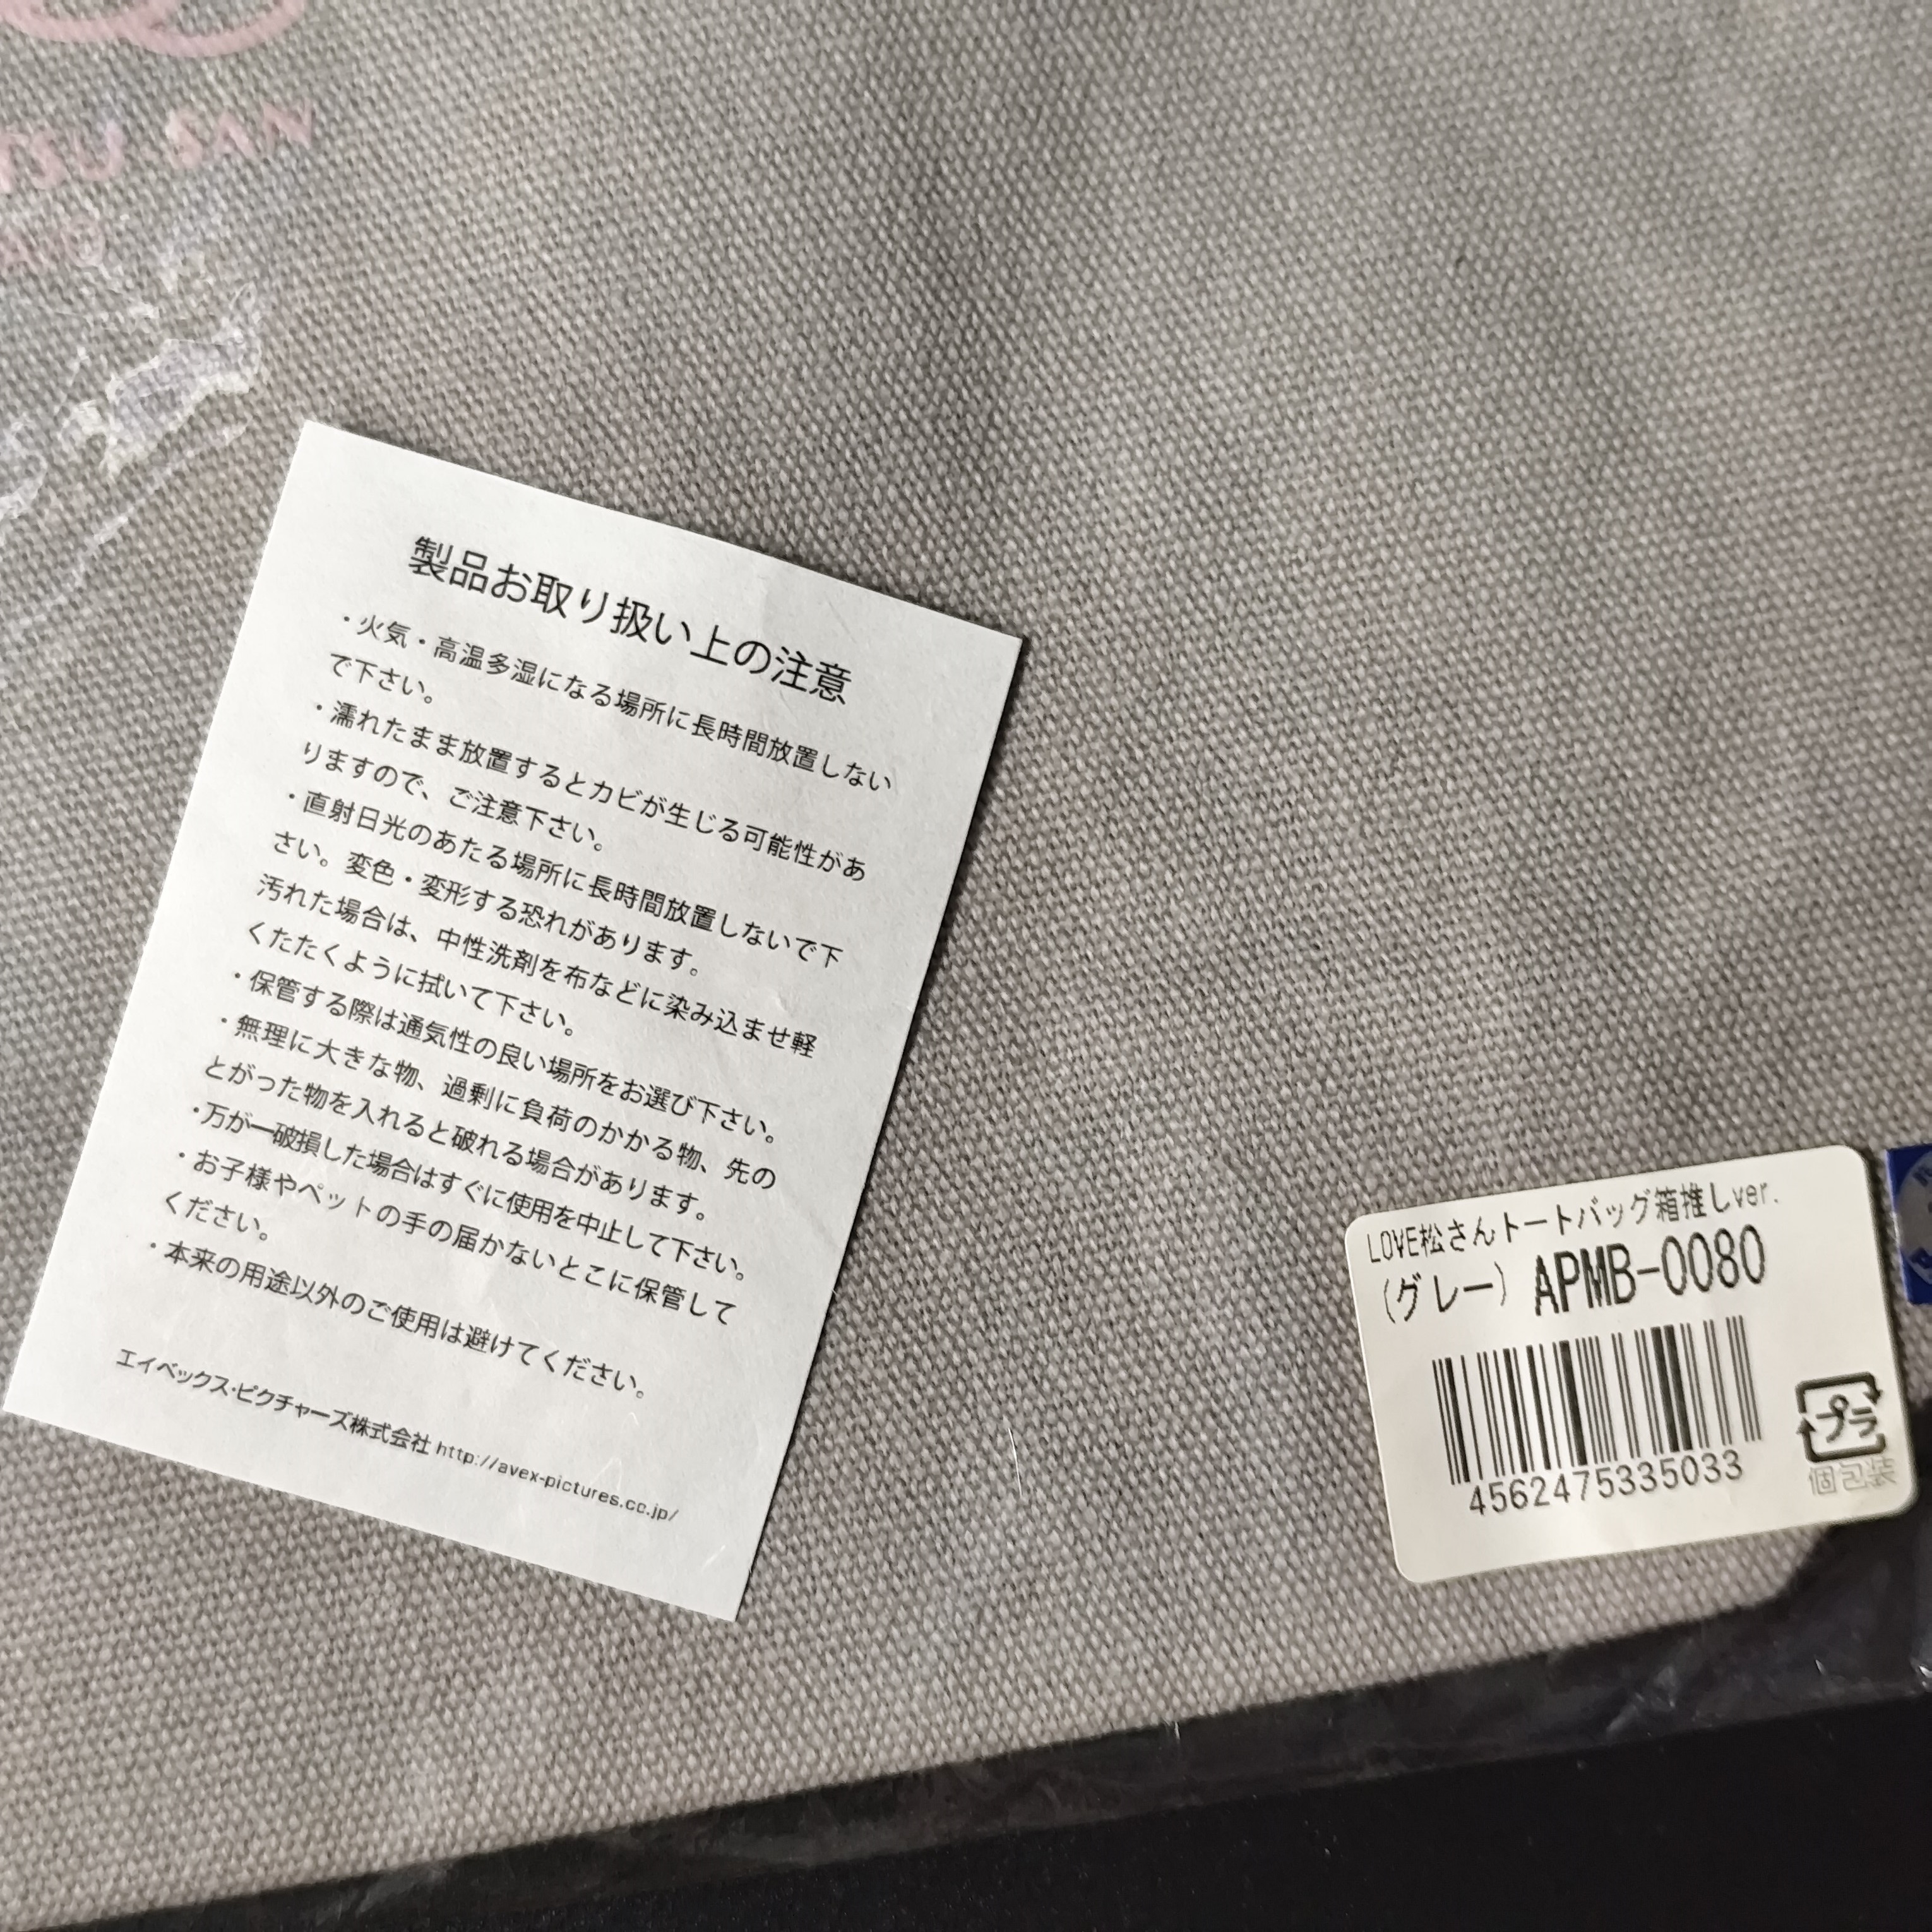 TSU SAN
製品お取り扱い上の注意
・火気・高温多湿になる場所に長時間放置しない
で下さい。
・濡れたまま放置するとカビが生じる可能性があ
りますので、ご注意下さい。
・直射日光のあたる場所に長時間放置しないで下
さい。変色・変形する恐れがあります。
汚れた場合は、中性洗剤を布などに染み込ませ軽
くたたくように拭いて下さい。
・保管する際は通気性の良い場所をお選び下さい。
・無理に大きな物、過剰に負荷のかかる物、先の
とがった物を入れると破れる場合があります。
・万が一破損した場合はすぐに使用を中止して下さい。
・お子様やペットの手の届かないとこに保管して
ください。
・本来の用途以外のご使用は避けてください。
エイベックス・ピクチャーズ株式会社 http://avex-pictures.cc.jp/
LOVE松さんトートバッグ箱推しver.
(グレー) APMB-0080
4562475335033
プラ
個包装